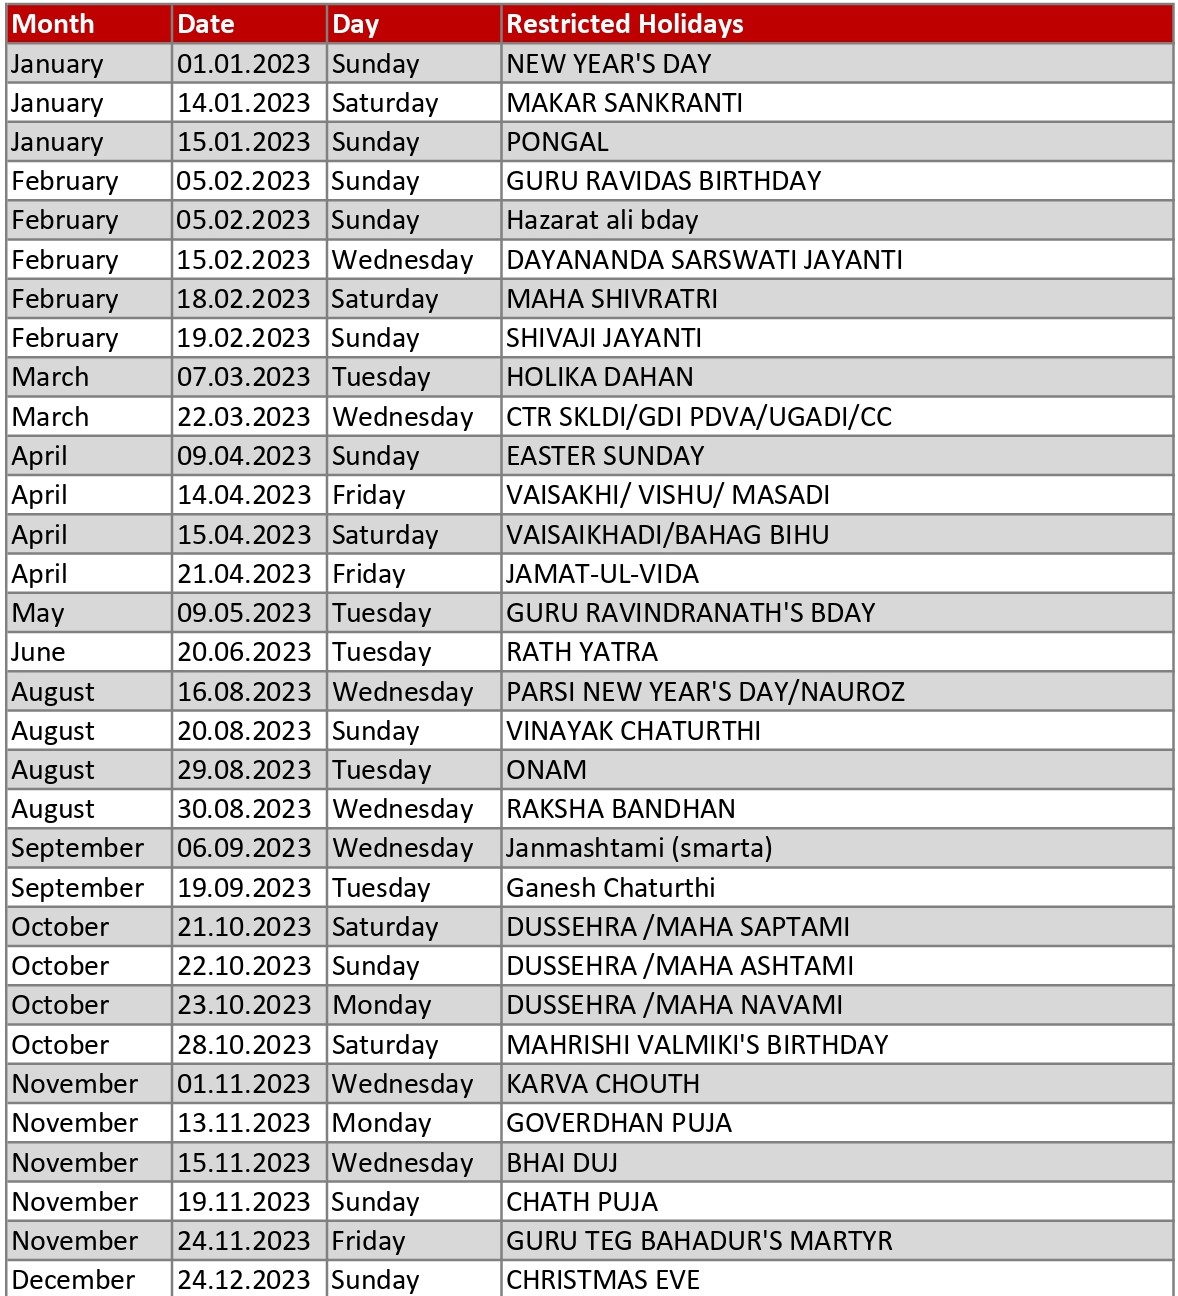 Month Date Day Restricted Holidays
January 01.01.2023 Sunday NEW YEAR'S DAY
January 14.01.2023 Saturday MAKAR SANKRANTI
January 15.01.2023 Sunday PONGAL
February 05.02.2023 Sunday GURU RAVIDAS BIRTHDAY
February 05.02.2023 Sunday Hazarat ali bday
February 15.02.2023 Wednesday DAYANANDA SARSWATI JAYANTI
February 18.02.2023 Saturday MAHA SHIVRATRI
February 19.02.2023 Sunday SHIVAJI JAYANTI
March 07.03.2023 Tuesday HOLIKA DAHAN
March 22.03.2023 Wednesday CTR SKLDI/GDI PDVA/UGADI/CC
April 09.04.2023 Sunday EASTER SUNDAY
April 14.04.2023 Friday VAISAKHI/ VISHU/ MASADI
April 15.04.2023 Saturday VAISAIKHADI/BAHAG BIHU
April 21.04.2023 Friday JAMAT-UL-VIDA
May 09.05.2023 Tuesday GURU RAVINDRANATH'S BDAY
June 20.06.2023 Tuesday RATH YATRA
August 16.08.2023 Wednesday PARSI NEW YEAR'S DAY/NAUROZ
August 20.08.2023 Sunday VINAYAK CHATURTHI
August 29.08.2023 Tuesday ONAM
August 30.08.2023 Wednesday RAKSHA BANDHAN
September 06.09.2023 Wednesday Janmashtami (smarta)
September 19.09.2023 Tuesday Ganesh Chaturthi
October 21.10.2023 Saturday DUSSEHRA /MAHA SAPTAMI
October 22.10.2023 Sunday DUSSEHRA /MAHA ASHTAMI
October 23.10.2023 Monday DUSSEHRA /MAHA NAVAMI
October 28.10.2023 Saturday MAHRISHI VALMIKI'S BIRTHDAY
November 01.11.2023 Wednesday KARVA CHOUTH
November 13.11.2023 Monday GOVERDHAN PUJA
November 15.11.2023 Wednesday BHAI DUJ
November 19.11.2023 Sunday CHATH PUJA
November 24.11.2023 Friday GURU TEG BAHADUR'S MARTYR
December 24.12.2023 Sunday CHRISTMAS EVE